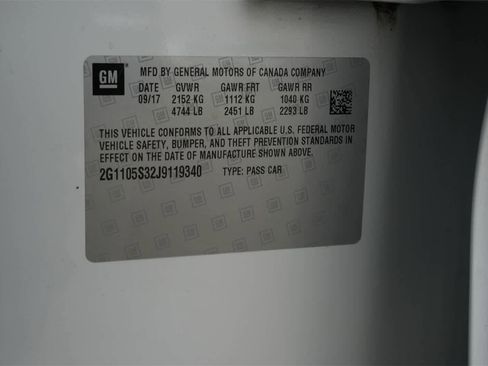 GM
MFD BY GENERAL MOTORS OF CANADA COMPANY
DATE GVWR GAWR FRT GAWR RR
09/17 2152 KG 1112 KG 1040 KG
4744 LB 2451 LB 2293 LB
THIS VEHICLE CONFORMS TO ALL APPLICABLE U.S. FEDERAL MOTOR
VEHICLE SAFETY, BUMPER, AND THEFT PREVENTION STANDARDS IN
EFFECT ON THE DATE OF MANUFACTURE SHOWN ABOVE.
2G1105S32J9119340 TYPE: PASS CAR